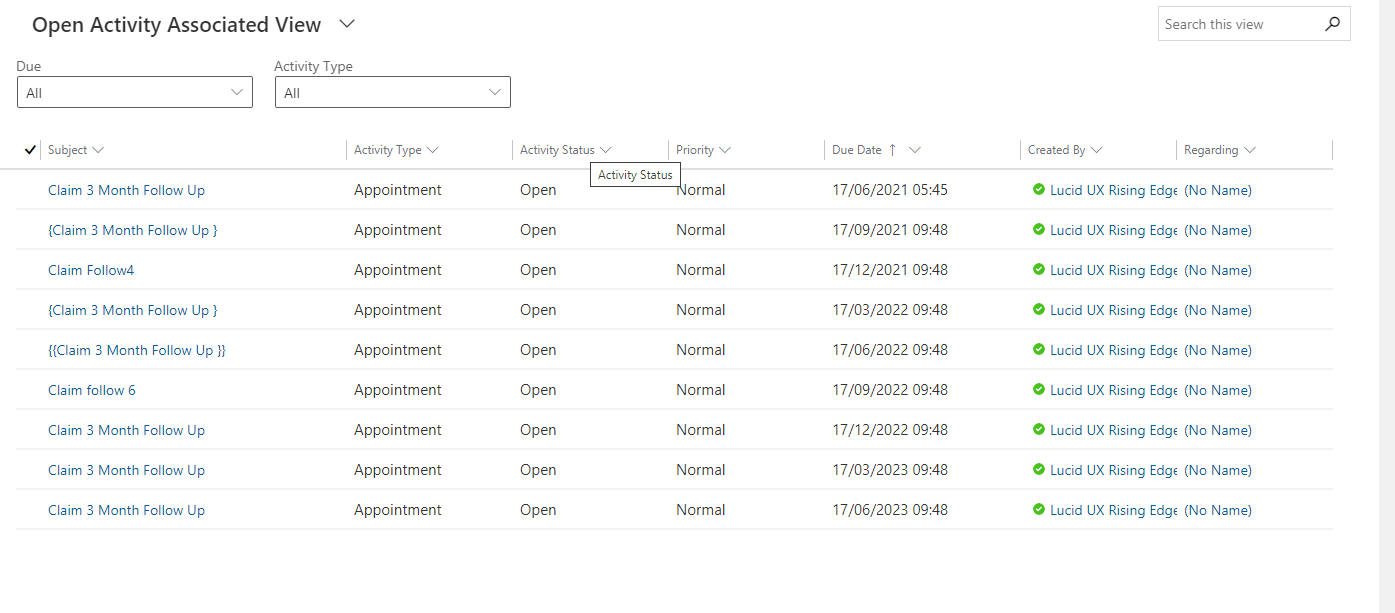 Open Activity Associated View
Search this view
Due
Activity Type
All
All
Subject Activity Type Activity Status Priority Due Date ↑ Created By Regarding
Activity Status
Claim 3 Month Follow Up Appointment Open Normal 17/06/2021 05:45 Lucid UX Rising Edge (No Name)
{Claim 3 Month Follow Up } Appointment Open Normal 17/09/2021 09:48 Lucid UX Rising Edge (No Name)
Claim Follow4 Appointment Open Normal 17/12/2021 09:48 Lucid UX Rising Edge (No Name)
{Claim 3 Month Follow Up } Appointment Open Normal 17/03/2022 09:48 Lucid UX Rising Edge (No Name)
{{Claim 3 Month Follow Up }} Appointment Open Normal 17/06/2022 09:48 Lucid UX Rising Edge (No Name)
Claim follow 6 Appointment Open Normal 17/09/2022 09:48 Lucid UX Rising Edge (No Name)
Claim 3 Month Follow Up Appointment Open Normal 17/12/2022 09:48 Lucid UX Rising Edge (No Name)
Claim 3 Month Follow Up Appointment Open Normal 17/03/2023 09:48 Lucid UX Rising Edge (No Name)
Claim 3 Month Follow Up Appointment Open Normal 17/06/2023 09:48 Lucid UX Rising Edge (No Name)